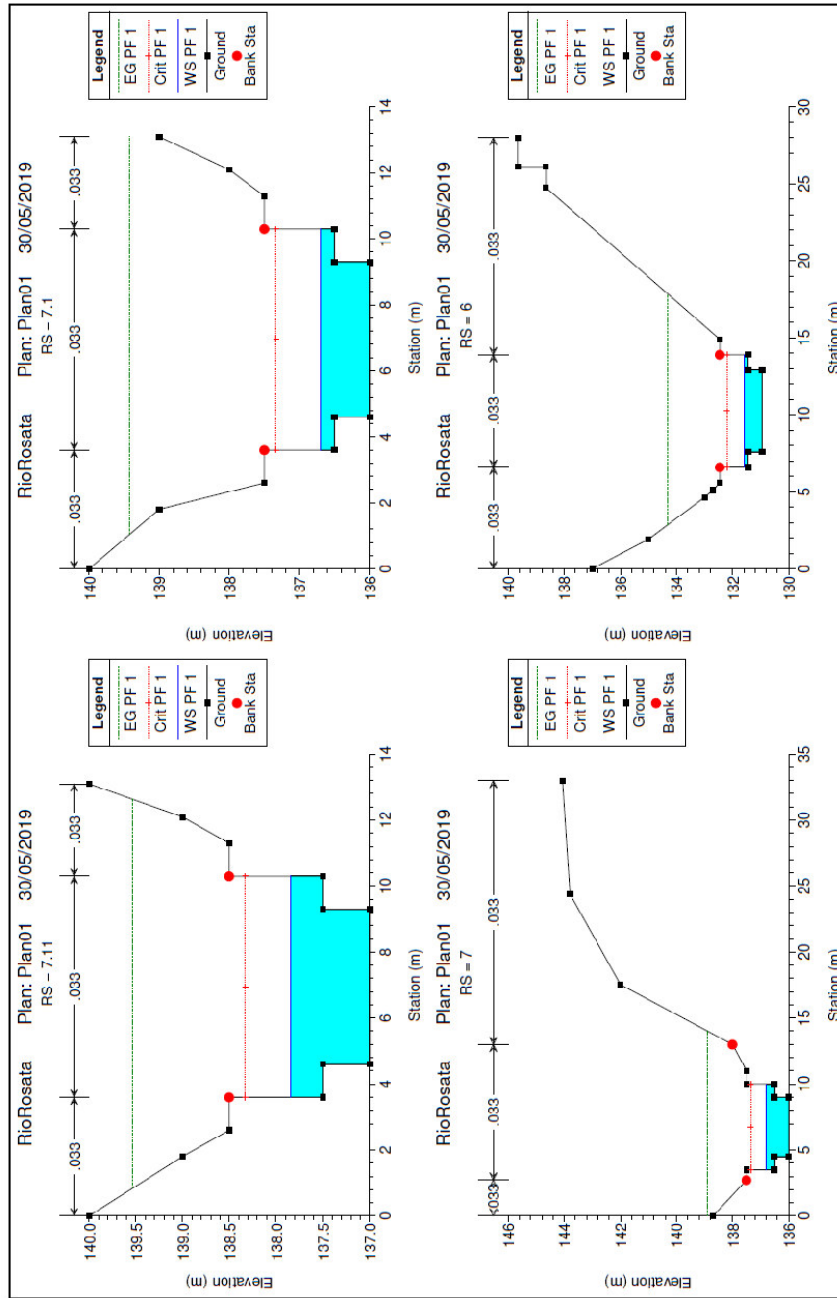 RioRosata Plan: Plan01 30/05/2019
RS - 7.11
.033
.033
.033
Legend
EG PF 1
Crit PF 1
WS PF 1
Ground
Bank Sta
140.0
139.5
139.0
138.5
138.0
137.5
137.0
Elevation (m)
0 2 4 6 8 10 12 14
Station (m)
RioRosata Plan: Plan01 30/05/2019
RS - 7.1
.033
.033
.033
Legend
EG PF 1
Crit PF 1
WS PF 1
Ground
Bank Sta
140
139
138
137
136
Elevation (m)
0 2 4 6 8 10 12 14
Station (m)
RioRosata Plan: Plan01 30/05/2019
RS = 7
.033
.033
.033
Legend
EG PF 1
Crit PF 1
WS PF 1
Ground
Bank Sta
146
144
142
140
138
136
Elevation (m)
0 5 10 15 20 25 30 35
Station (m)
RioRosata Plan: Plan01 30/05/2019
RS = 6
.033
.033
.033
Legend
EG PF 1
Crit PF 1
WS PF 1
Ground
Bank Sta
140
138
136
134
132
130
Elevation (m)
0 5 10 15 20 25 30
Station (m)